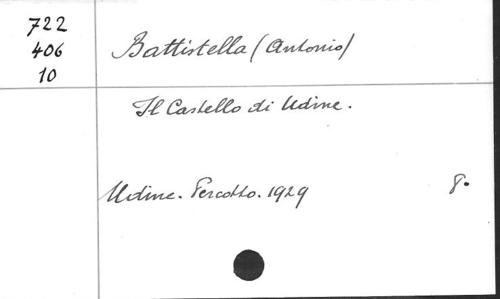 722
406
10
Battistella (Antonio)
Il Castello di Udine.
Udine. Percotto. 1929 8.